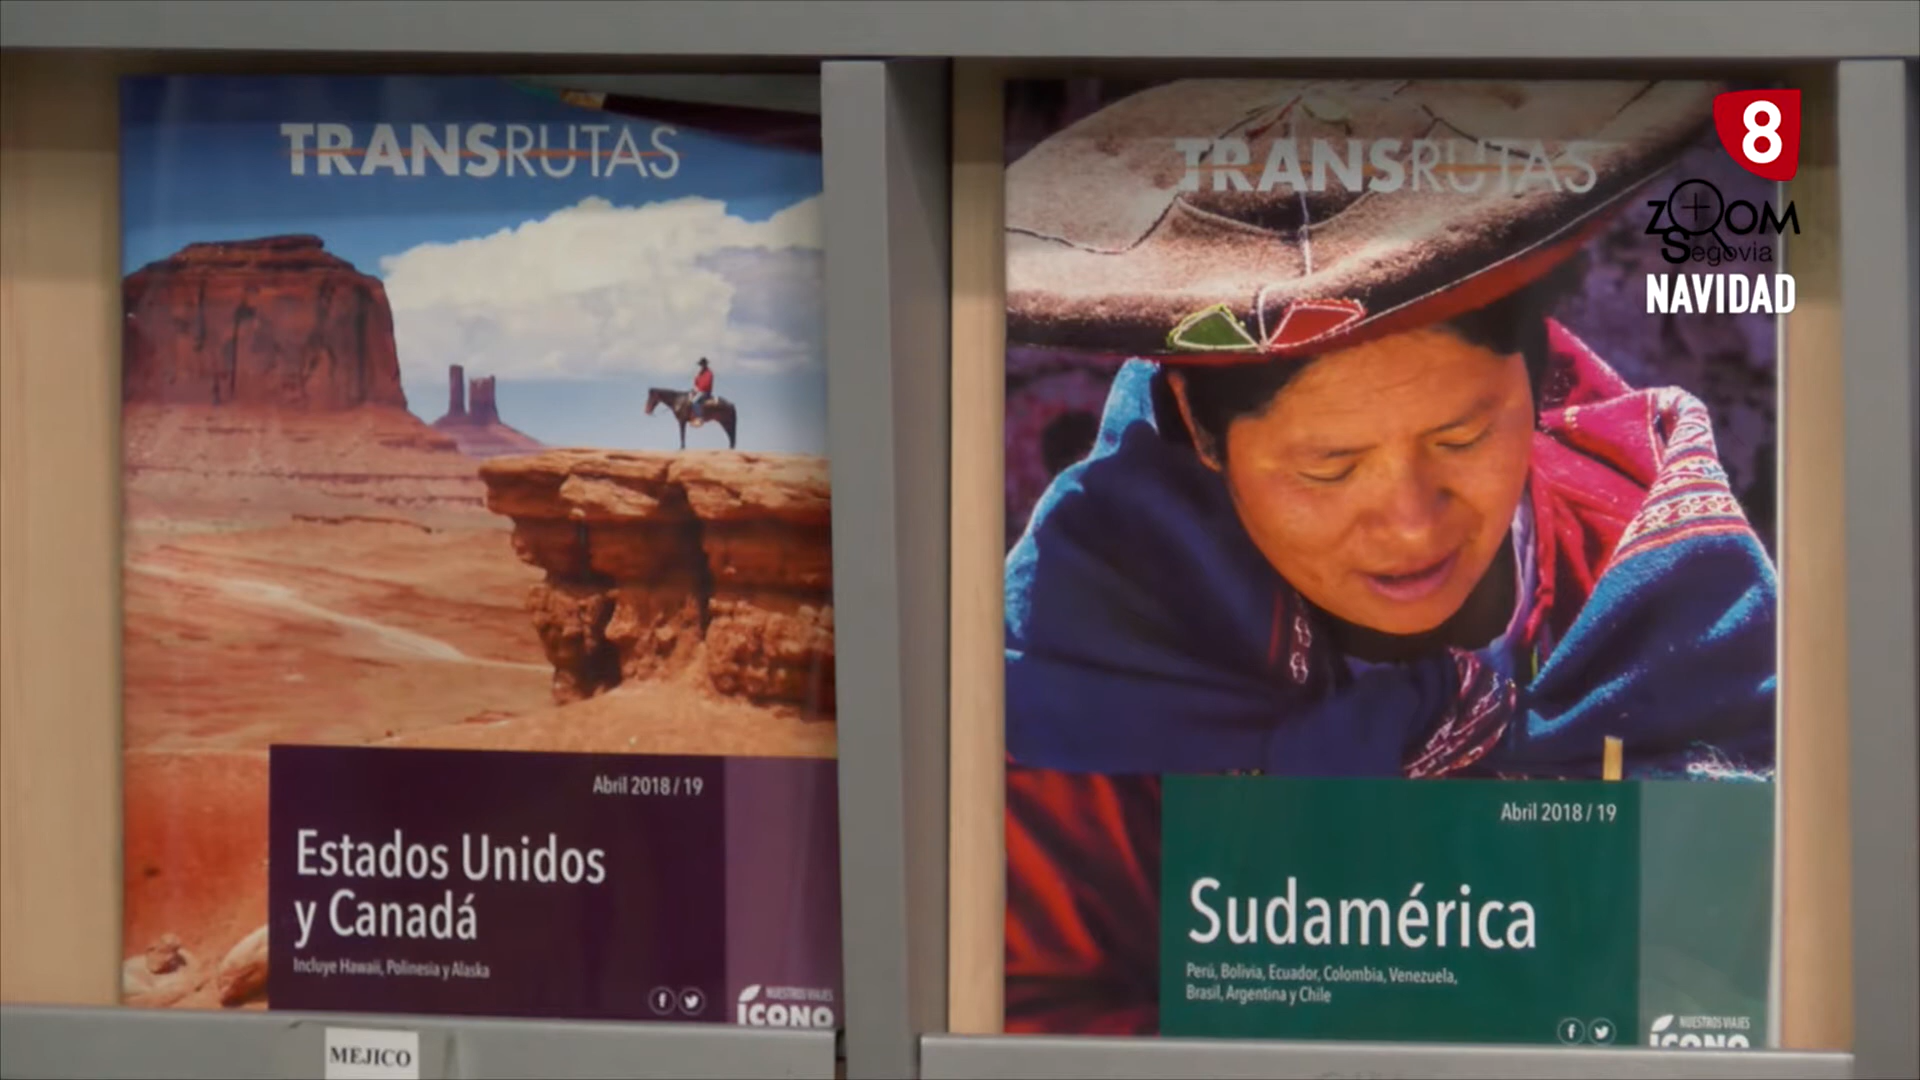 TRANSRUTAS
Abril 2018 / 19
Estados Unidos
y Canadá
Incluye Hawaii, Polinesia y Alaska
NUESTROS VIAJES
ICONO
MEJICO
TRANSRUTAS
Abril 2018 / 19
Sudamérica
Perú, Bolivia, Ecuador, Colombia, Venezuela,
Brasil, Argentina y Chile
NUESTROS VIAJES
ICONO
8
ZOOM
Segovia
NAVIDAD